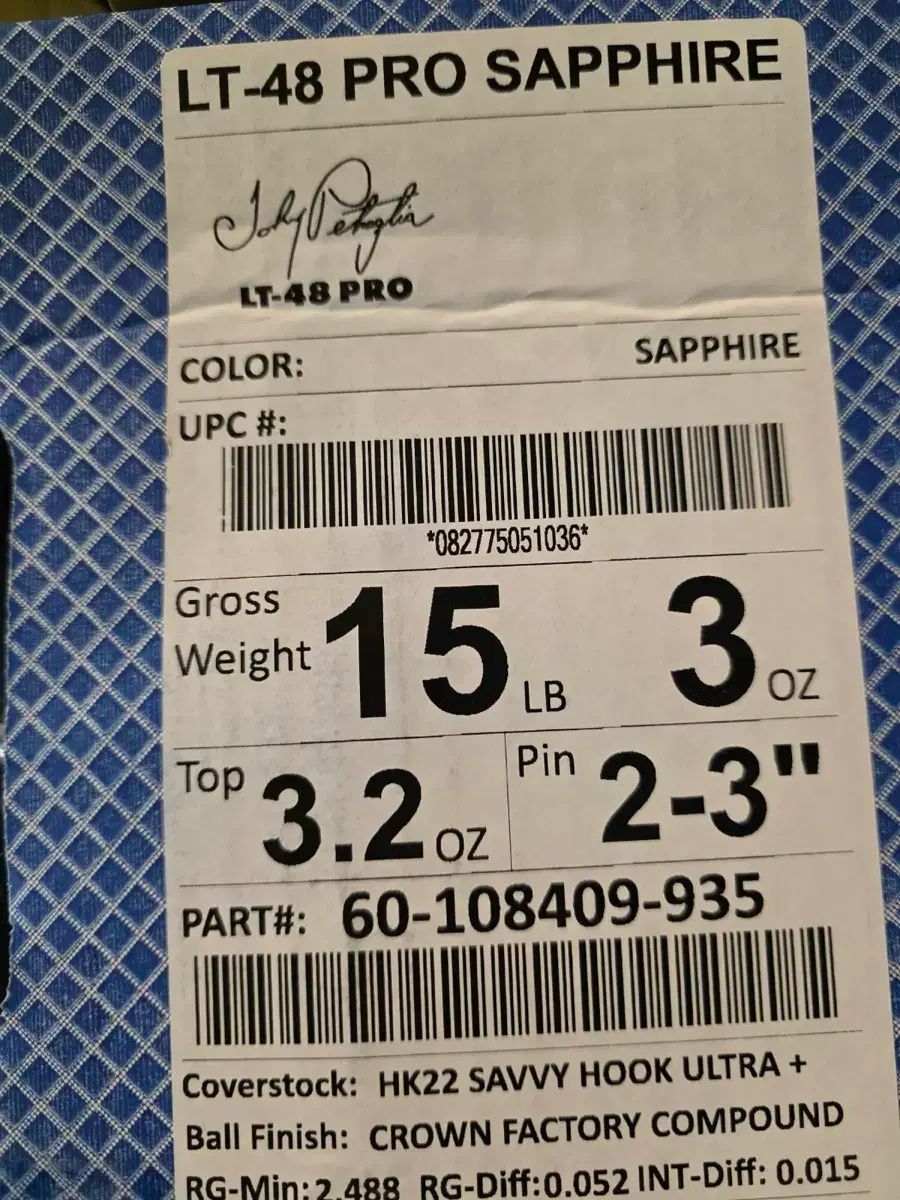 LT-48 PRO SAPPHIRE
LT-48 PRO
COLOR: SAPPHIRE
UPC #:
*082775051036*
Gross Weight 15 LB 3 OZ
Top 3.2 OZ Pin 2-3"
PART#: 60-108409-935
Coverstock: HK22 SAVVY HOOK ULTRA +
Ball Finish: CROWN FACTORY COMPOUND
RG-Min: 2.488 RG-Diff:0.052 INT-Diff: 0.015